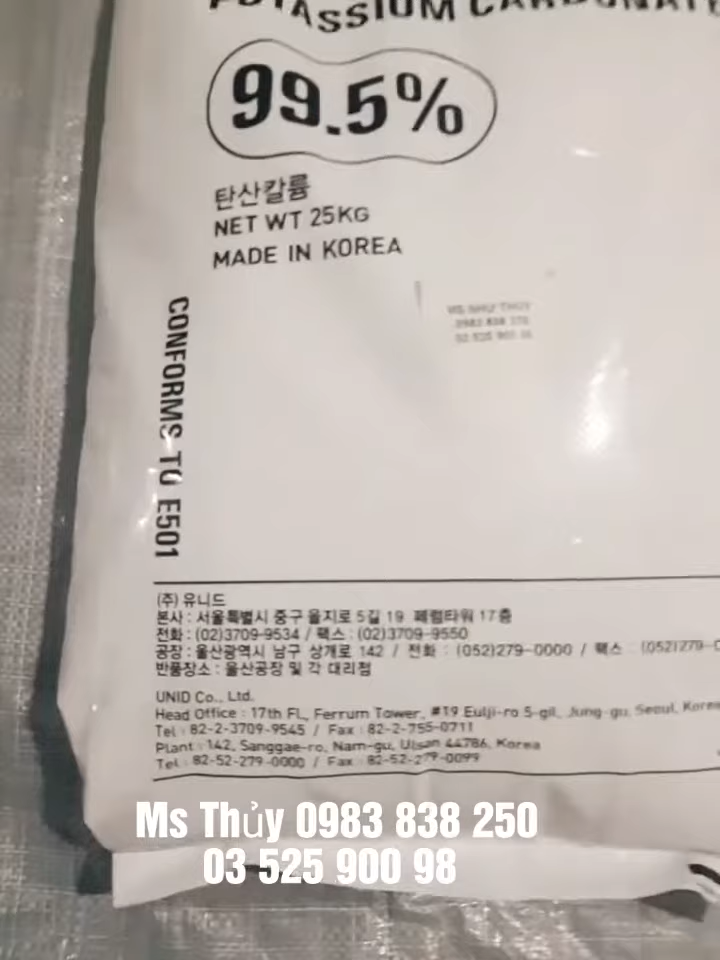 POTASSIUM CARBONATE
99.5%
탄산칼륨
NET WT 25KG
MADE IN KOREA
CONFORMS TO E501
(주) 유니드
본사 : 서울특별시 중구 을지로 5길 19 페럼타워 17층
전화 : (02)3709-9534 / 팩스 : (02)3709-9550
공장 : 울산광역시 남구 상개로 142 / 전화 : (052)279-0000 / 팩스 :
반품장소 : 울산공장 및 각 대리점
UNID Co., Ltd.
Head Office : 17th FL, Ferrum Tower, #19 Eulji-ro 5-gil, Jung-gu, Seoul, Korea
Tel : 82-2-3709-9545 / Fax : 82-2-755-0711
Plant : 142, Sanggae-ro, Nam-gu, Ulsan 44786, Korea
Tel : 82-52-279-0000 / Fax : 82-52-279-0099
Ms Thủy 0983 838 250
03 525 900 98